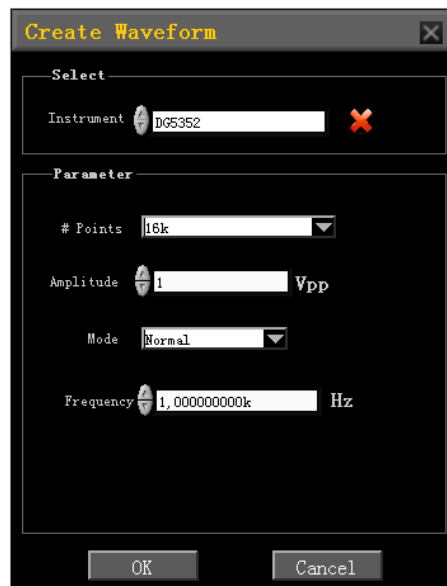 Create Waveform
Select
Instrument DG5352
Parameter
# Points 16k
Amplitude 1 Vpp
Mode Normal
Frequency 1,000000000k Hz
OK Cancel